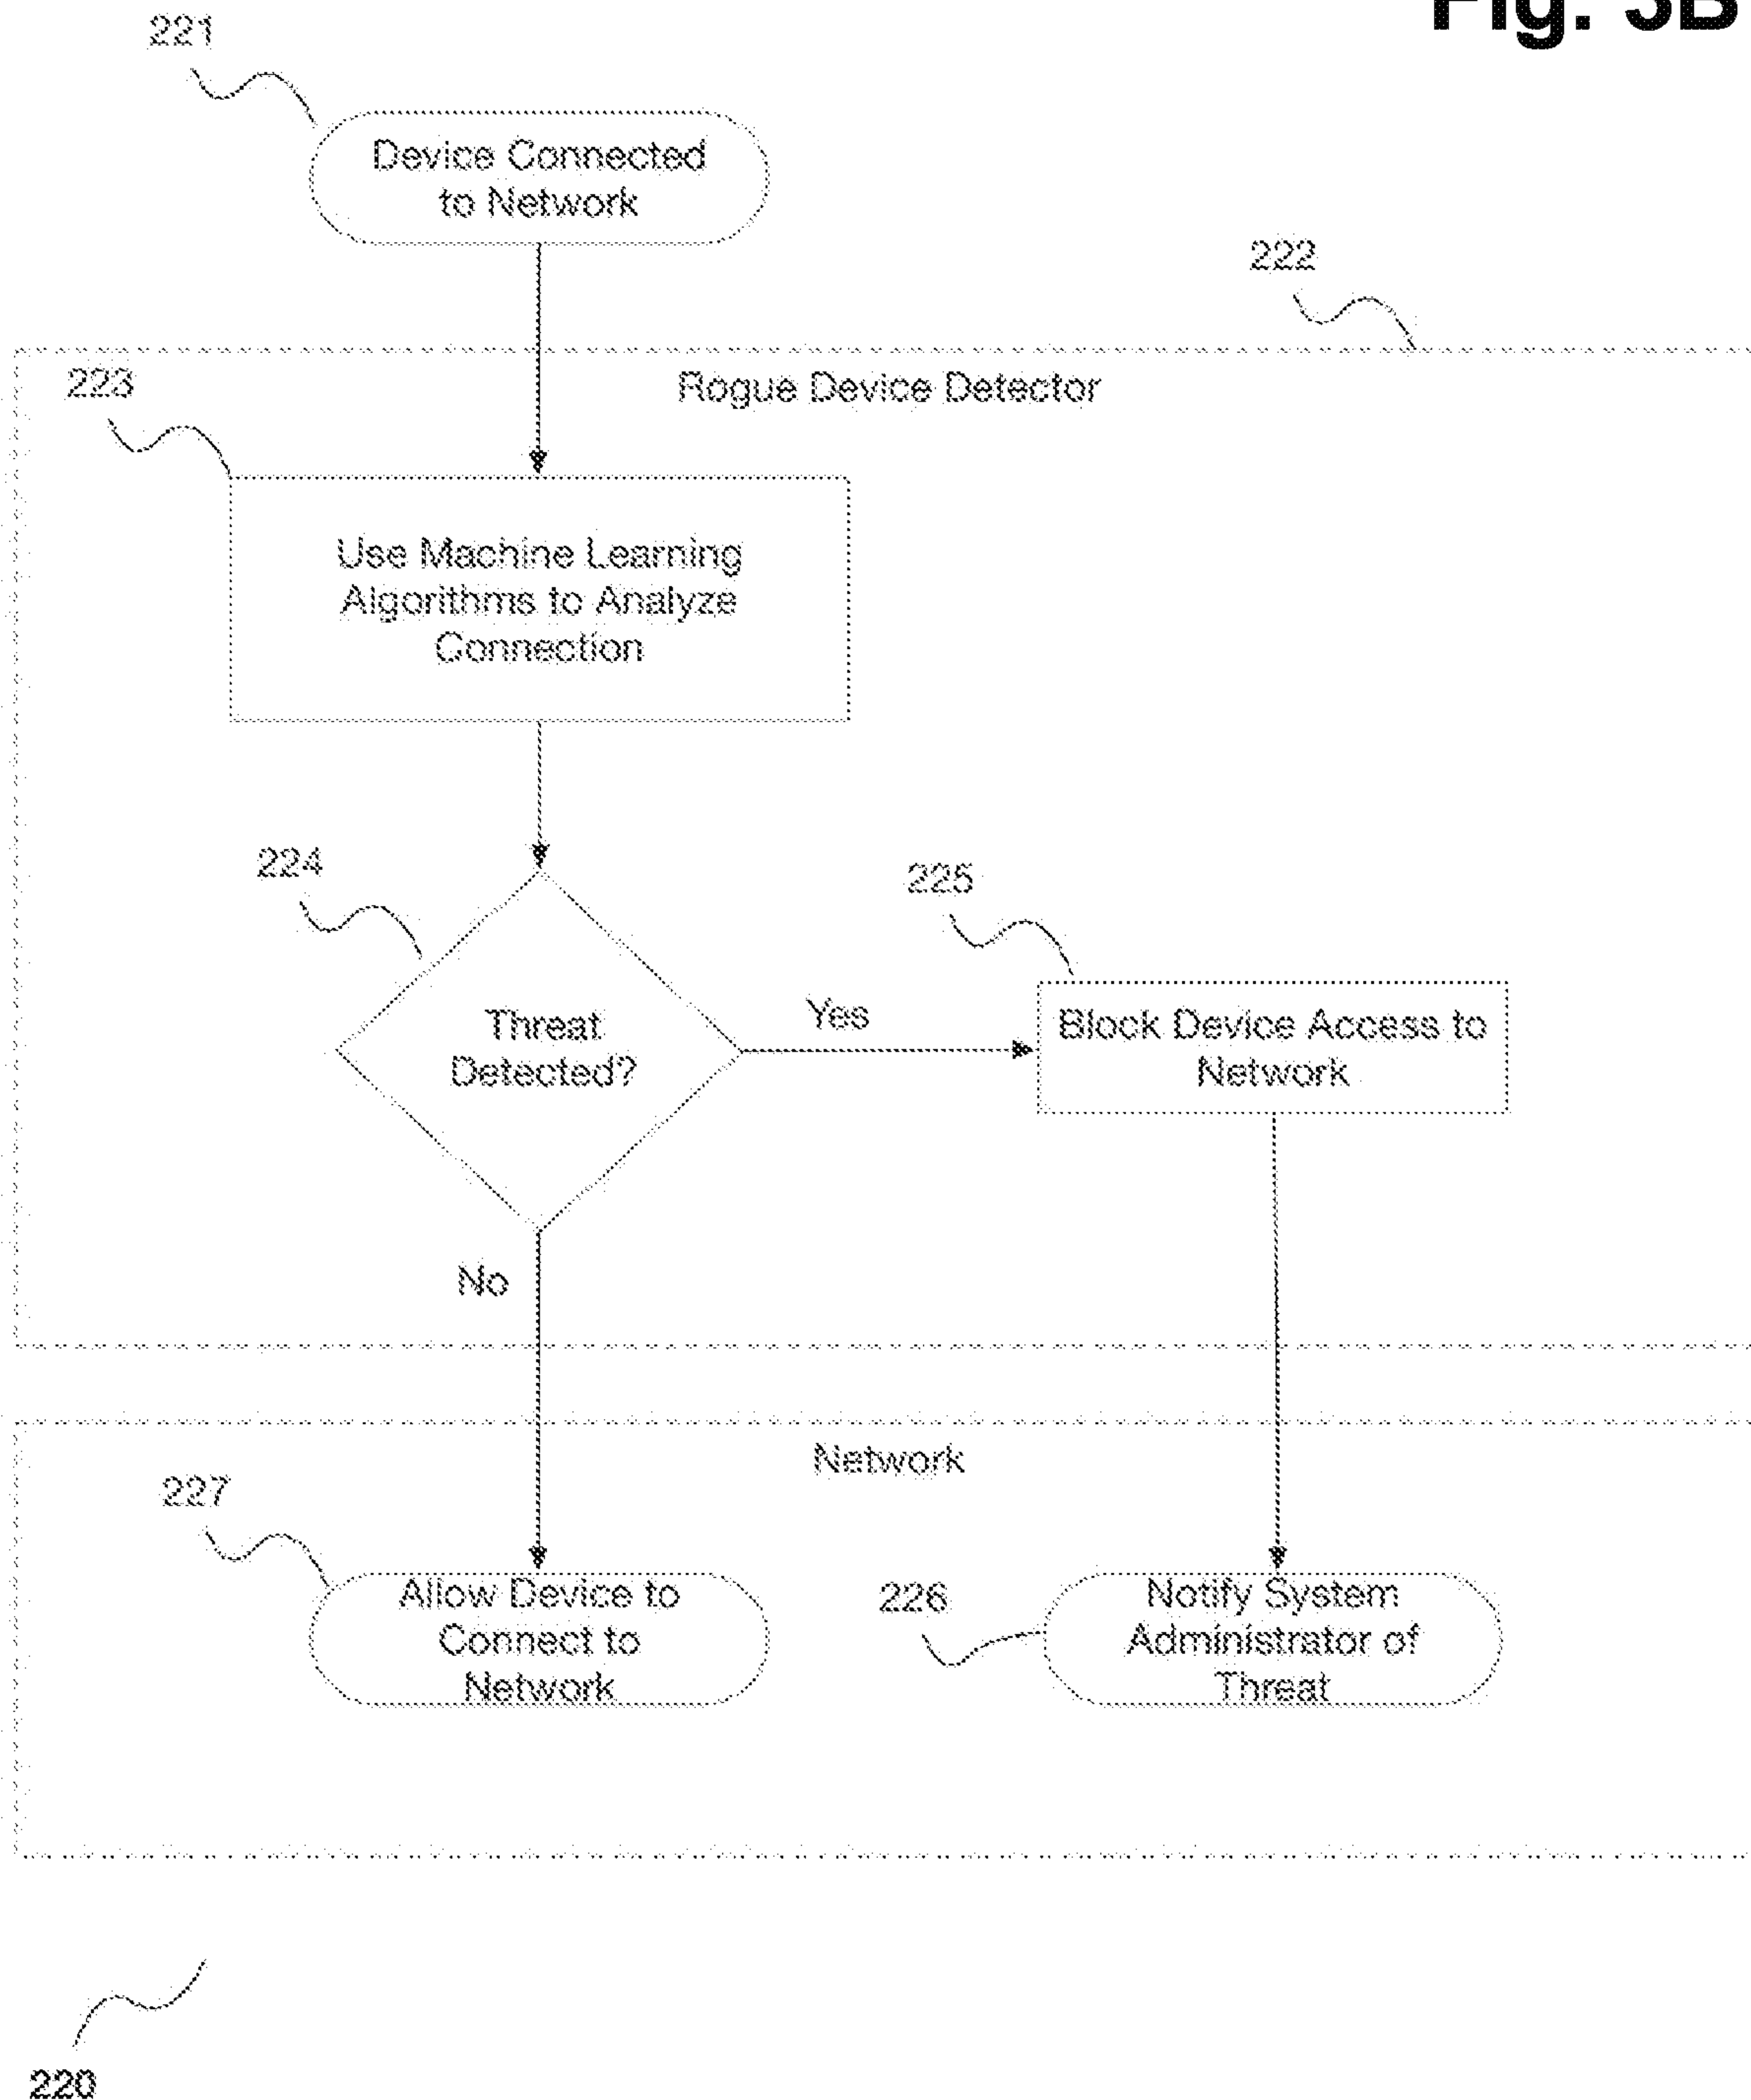 Fig. 3B
221
Device Connected
to Network
222
223
Rogue Device Detector
Use Machine Learning
Algorithms to Analyze
Connection
224
225
Threat
Detected?
Yes
Block Device Access to
Network
No
Network
227
Allow Device to
Connect to
Network
226
Notify System
Administrator of
Threat
220